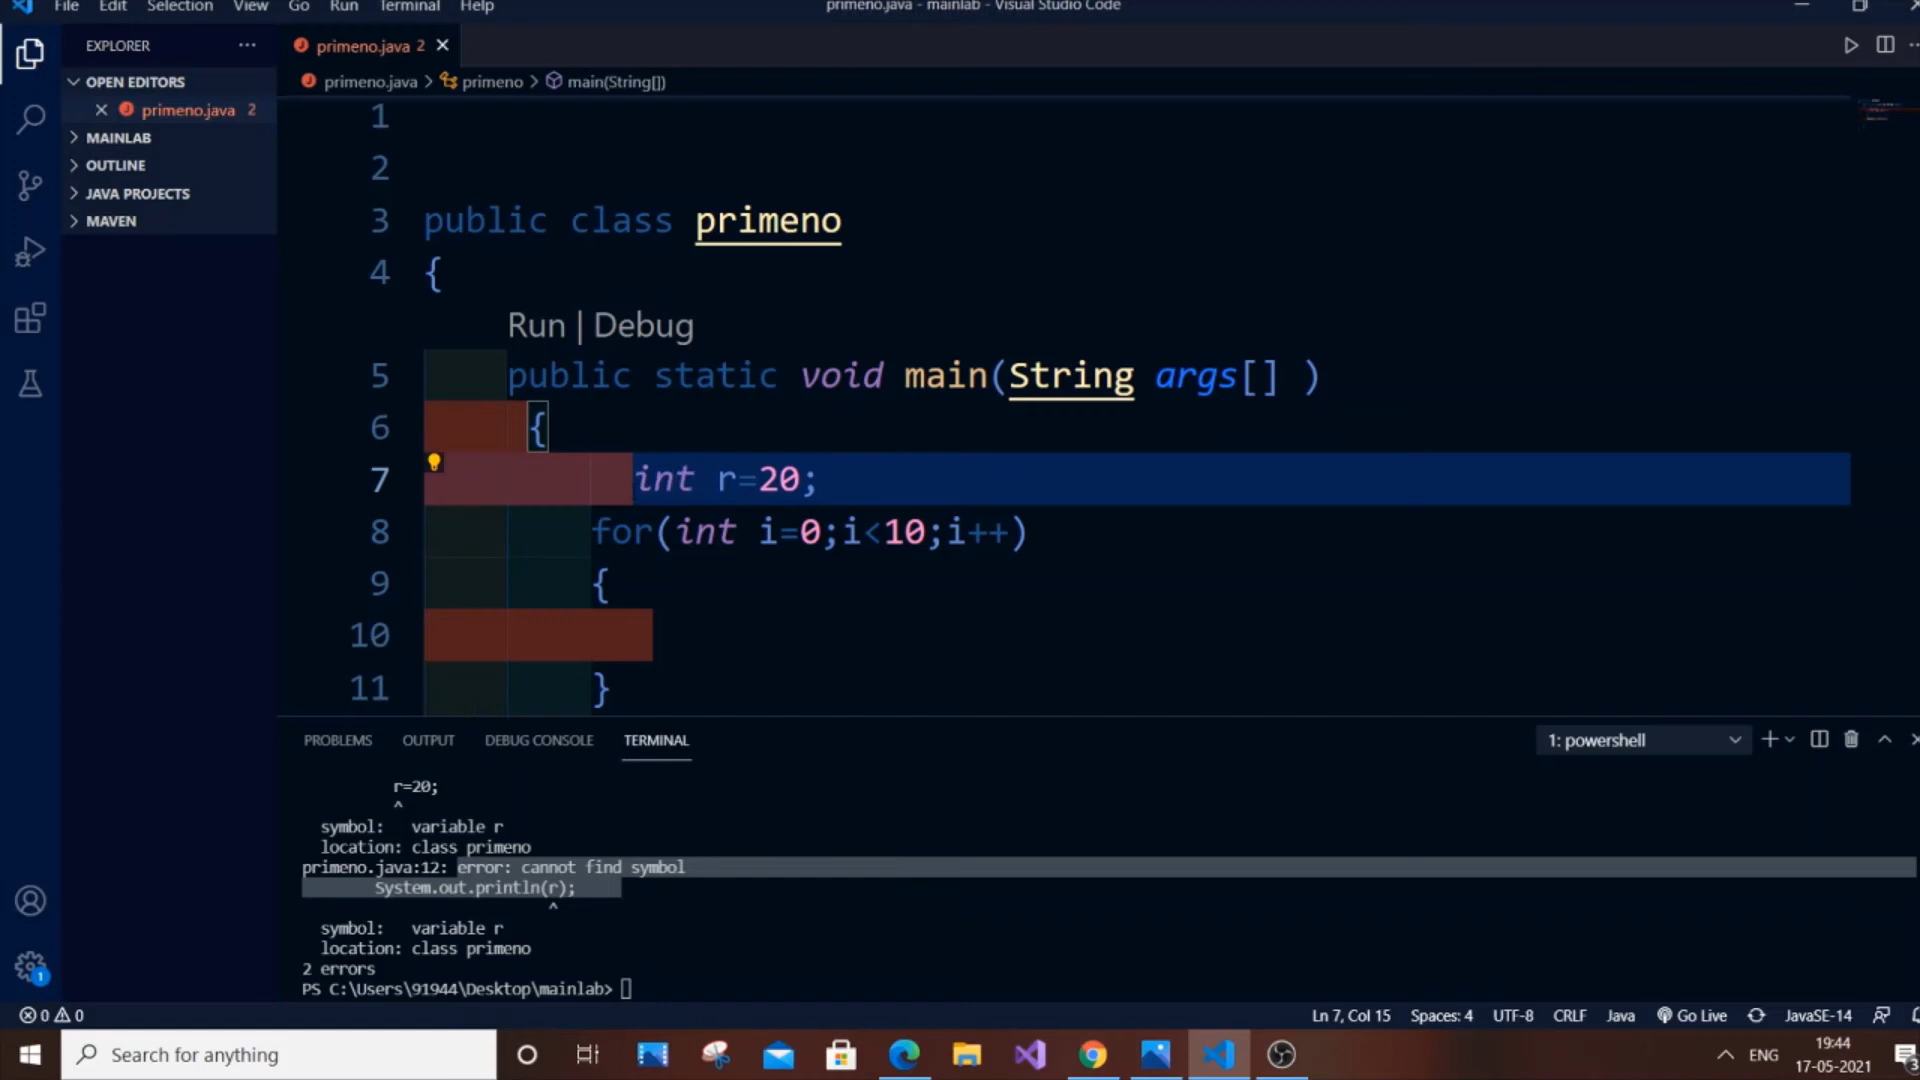 File Edit Selection View Go Run Terminal Help
primeno.java - mainlab - Visual Studio Code
EXPLORER
OPEN EDITORS
primeno.java 2
MAINLAB
OUTLINE
JAVA PROJECTS
MAVEN
primeno.java 2
primeno.java > primeno > main(String[])
1
2
3 public class primeno
4 {
Run | Debug
5 public static void main(String args[] )
6 {
7 int r=20;
8 for(int i=0;i<10;i++)
9 {
10
11 }
PROBLEMS OUTPUT DEBUG CONSOLE TERMINAL
1: powershell
r=20;
^
symbol: variable r
location: class primeno
primeno.java:12: error: cannot find symbol
System.out.println(r);
^
symbol: variable r
location: class primeno
2 errors
PS C:\Users\91944\Desktop\mainlab>
1
0 0
Ln 7, Col 15 Spaces: 4 UTF-8 CRLF Java Go Live JavaSE-14
Search for anything
ENG
19:44
17-05-2021
3